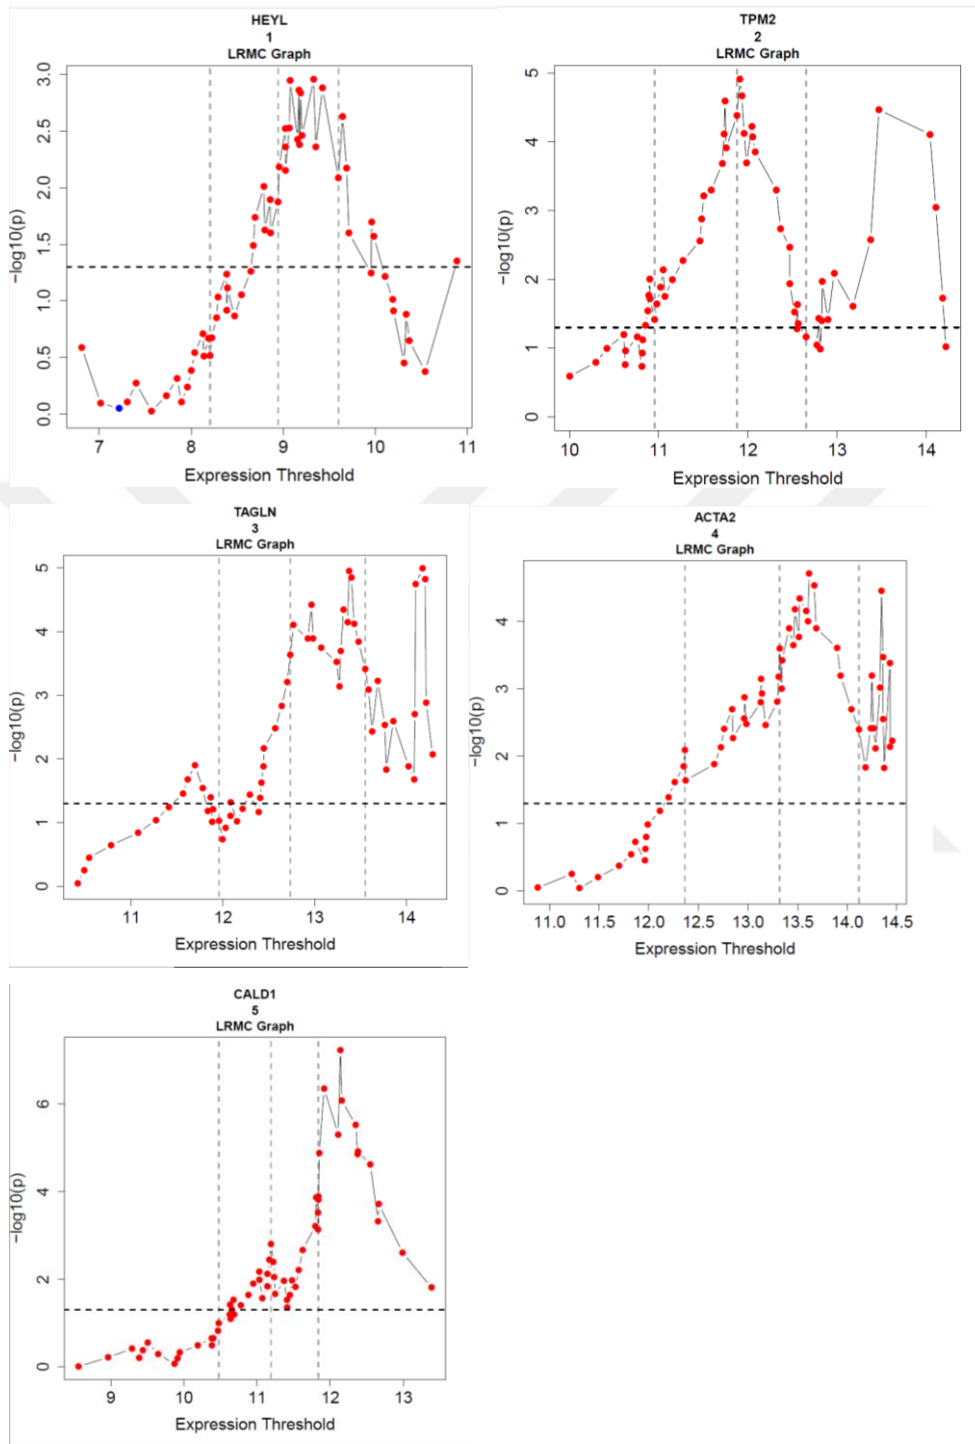 HEYL
1
LRMC Graph
3.0
2.5
2.0
1.5
1.0
0.5
0.0
−log10(p)
7 8 9 10 11
Expression Threshold
TPM2
2
LRMC Graph
5
4
3
2
1
0
−log10(p)
10 11 12 13 14
Expression Threshold
TAGLN
3
LRMC Graph
5
4
3
2
1
0
−log10(p)
11 12 13 14
Expression Threshold
ACTA2
4
LRMC Graph
4
3
2
1
0
−log10(p)
11.0 11.5 12.0 12.5 13.0 13.5 14.0 14.5
Expression Threshold
CALD1
5
LRMC Graph
6
4
2
0
−log10(p)
9 10 11 12 13
Expression Threshold